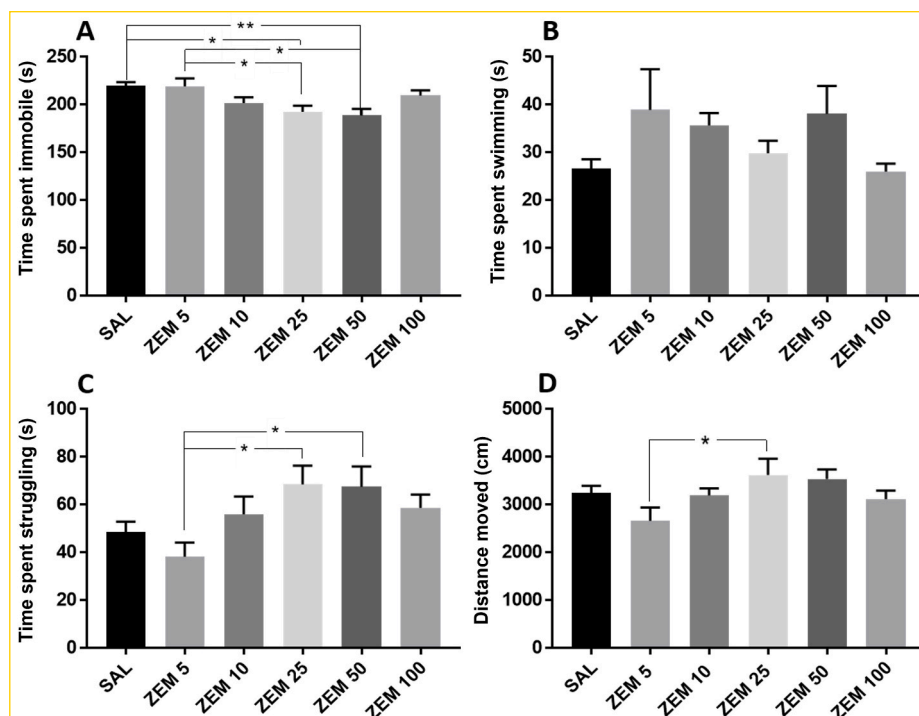 A
**
*
*
*
Time spent immobile (s)
250
200
150
100
50
0
SAL
ZEM 5
ZEM 10
ZEM 25
ZEM 50
ZEM 100
B
Time spent swimming (s)
50
40
30
20
10
0
SAL
ZEM 5
ZEM 10
ZEM 25
ZEM 50
ZEM 100
C
*
*
Time spent struggling (s)
100
80
60
40
20
0
SAL
ZEM 5
ZEM 10
ZEM 25
ZEM 50
ZEM 100
D
*
Distance moved (cm)
5000
4000
3000
2000
1000
0
SAL
ZEM 5
ZEM 10
ZEM 25
ZEM 50
ZEM 100